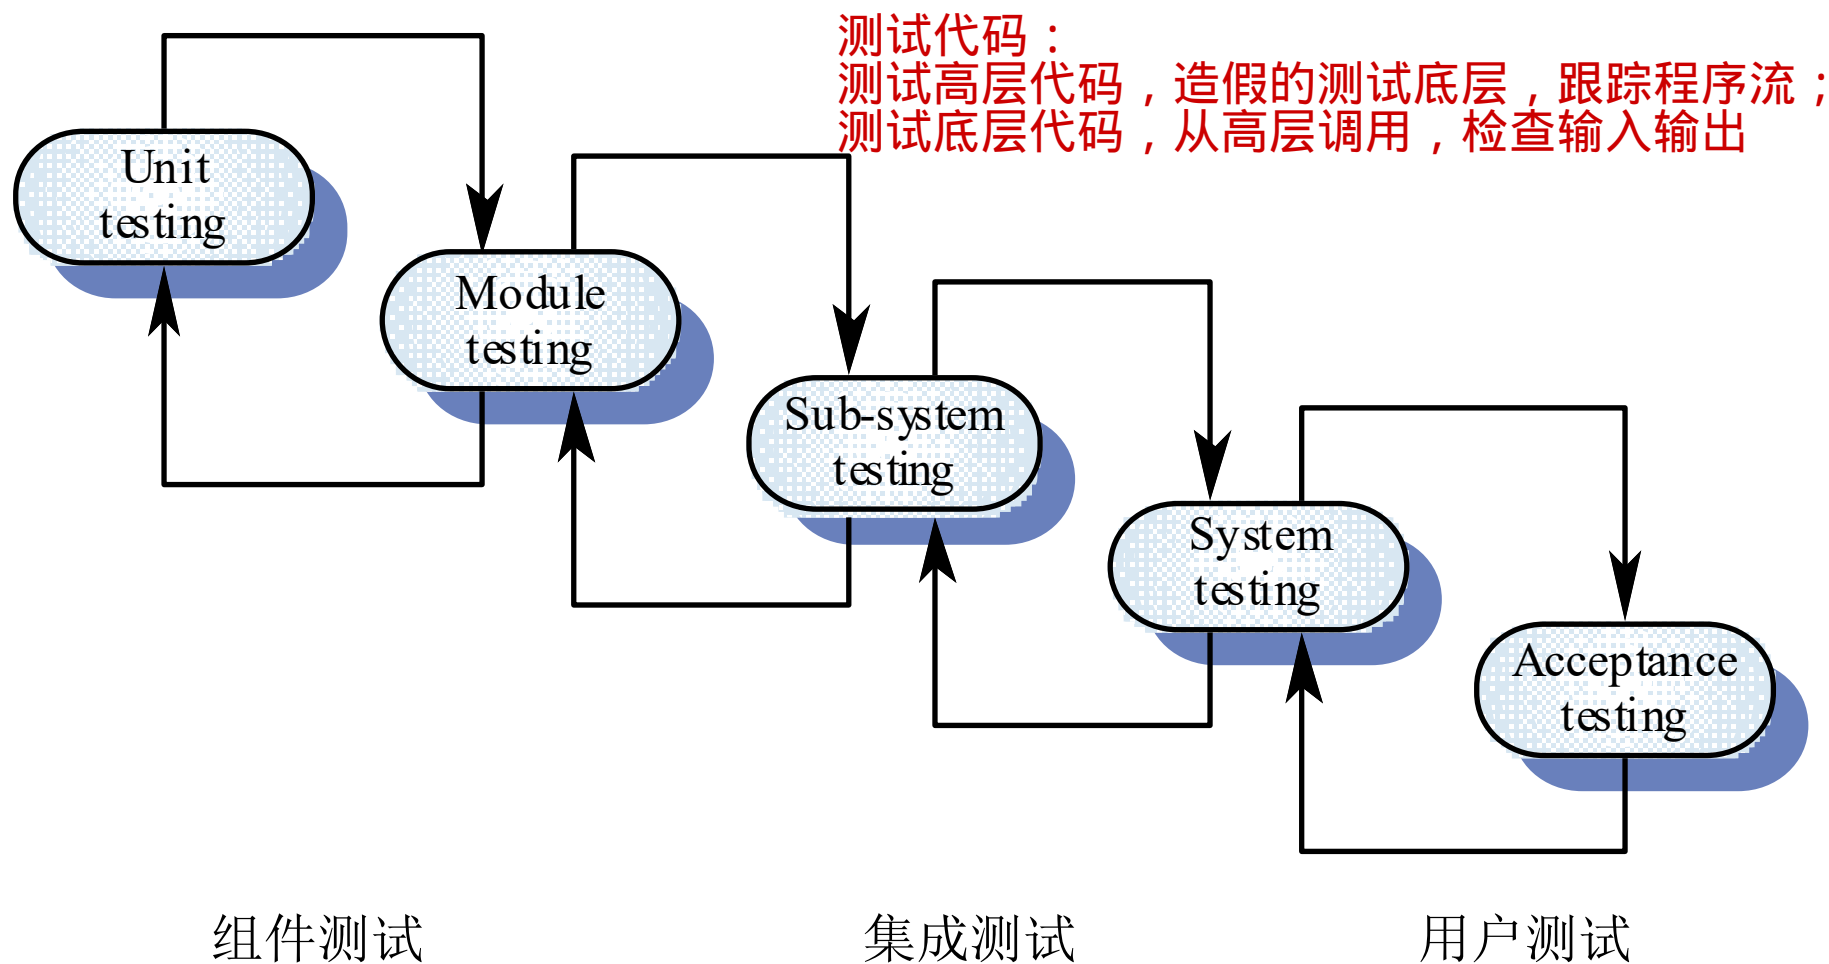 测试代码：
测试高层代码，造假的测试底层，跟踪程序流；
测试底层代码，从高层调用，检查输入输出
Unit
testing
Module
testing
Sub-system
testing
System
testing
Acceptance
testing
组件测试
集成测试
用户测试